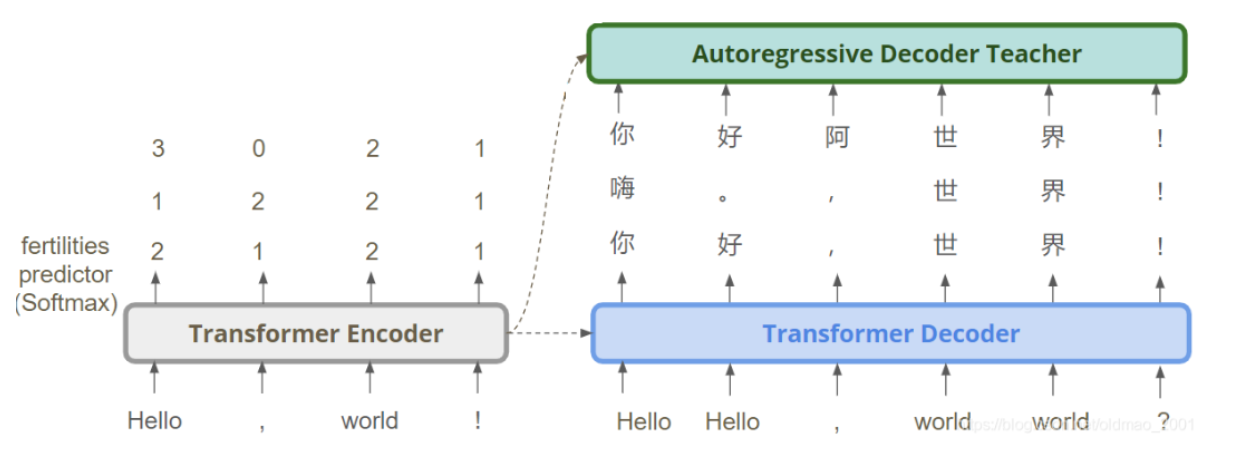 Autoregressive Decoder Teacher
3 0 2 1
你 好 阿 世 界 !
1 2 2 1
嗨 。 , 世 界 !
fertilities
predictor
(Softmax)
2 1 2 1
你 好 , 世 界 !
Transformer Encoder
Transformer Decoder
Hello , world !
Hello Hello , world world ?